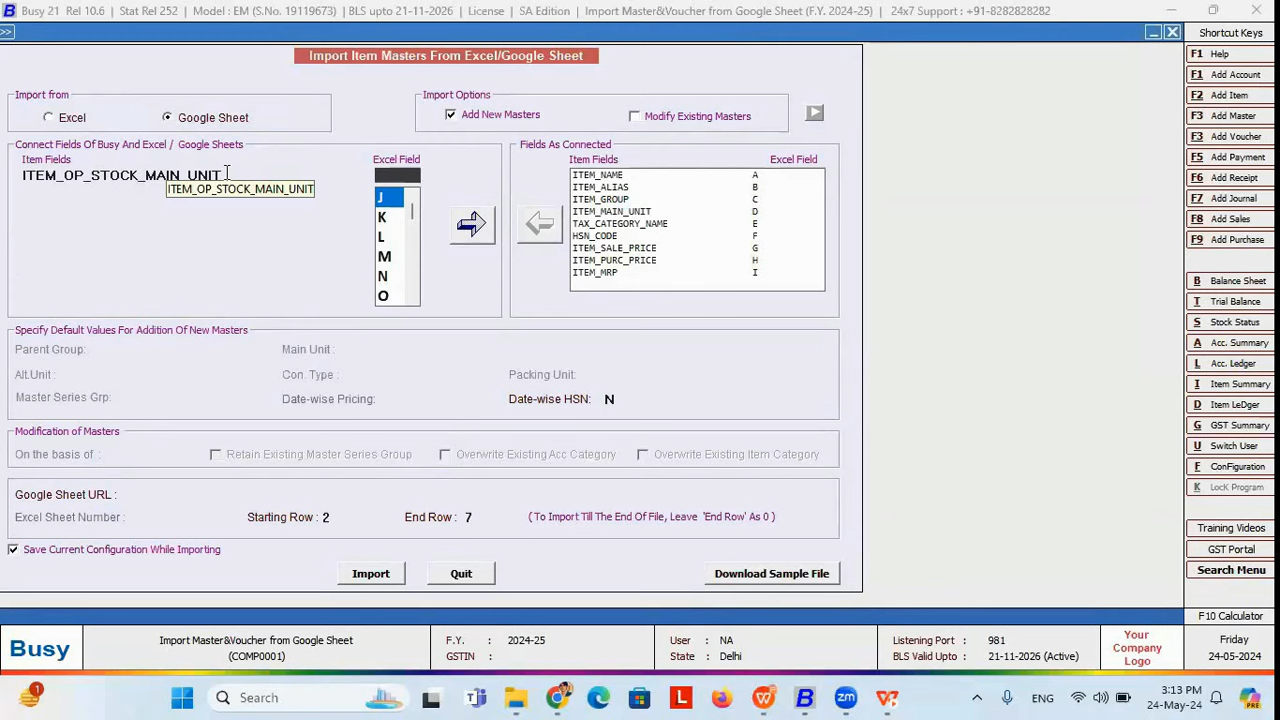 Busy 21 Rel 10.6 | Stat Rel 252 | Model : EM (S.No. 19119673) | BLS upto 21-11-2026 | License | SA Edition | Import Master&Voucher from Google Sheet (F.Y. 2024-25) | 24x7 Support : +91-8282828282
>>
Shortcut Keys
Import Item Masters From Excel/Google Sheet
Import from
Excel
Google Sheet
Import Options
Add New Masters
Modify Existing Masters
Connect Fields Of Busy And Excel / Google Sheets
Item Fields
Excel Field
ITEM_OP_STOCK_MAIN_UNIT
ITEM_OP_STOCK_MAIN_UNIT
J
K
L
M
N
O
Fields As Connected
Item Fields Excel Field
ITEM_NAME A
ITEM_ALIAS B
ITEM_GROUP C
ITEM_MAIN_UNIT D
TAX_CATEGORY_NAME E
HSN_CODE F
ITEM_SALE_PRICE G
ITEM_PURC_PRICE H
ITEM_MRP I
Specify Default Values For Addition Of New Masters
Parent Group: Main Unit :
Alt.Unit : Con. Type : Packing Unit:
Master Series Grp: Date-wise Pricing: Date-wise HSN: N
Modification of Masters
On the basis of : Retain Existing Master Series Group Overwrite Existing Acc Category Overwrite Existing Item Category
Google Sheet URL :
Excel Sheet Number : Starting Row : 2 End Row : 7 ( To Import Till The End Of File, Leave 'End Row' As 0 )
Save Current Configuration While Importing
Import
Quit
Download Sample File
F1 Help
F1 Add Account
F2 Add Item
F3 Add Master
F3 Add Voucher
F5 Add Payment
F6 Add Receipt
F7 Add Journal
F8 Add Sales
F9 Add Purchase
B Balance Sheet
T Trial Balance
S Stock Status
A Acc. Summary
L Acc. Ledger
I Item Summary
D Item LeDger
G GST Summary
U Switch User
F Configuration
K LocK Program
Training Videos
GST Portal
Search Menu
F10 Calculator
Busy
Import Master&Voucher from Google Sheet
(COMP0001)
F.Y. : 2024-25
GSTIN :
User : NA
State : Delhi
Listening Port : 981
BLS Valid Upto : 21-11-2026 (Active)
Your
Company
Logo
Friday
24-05-2024
1
Search
ENG
3:13 PM
24-May-24